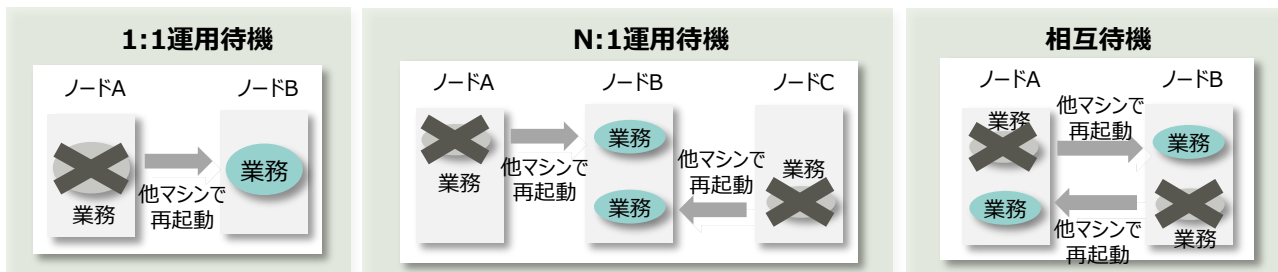 1:1運用待機
ノードA
ノードB
業務
業務
他マシンで
再起動
N:1運用待機
ノードA
ノードB
ノードC
業務
業務
他マシンで
再起動
業務
他マシンで
再起動
業務
相互待機
ノードA
ノードB
業務
他マシンで
再起動
業務
業務
他マシンで
再起動
業務